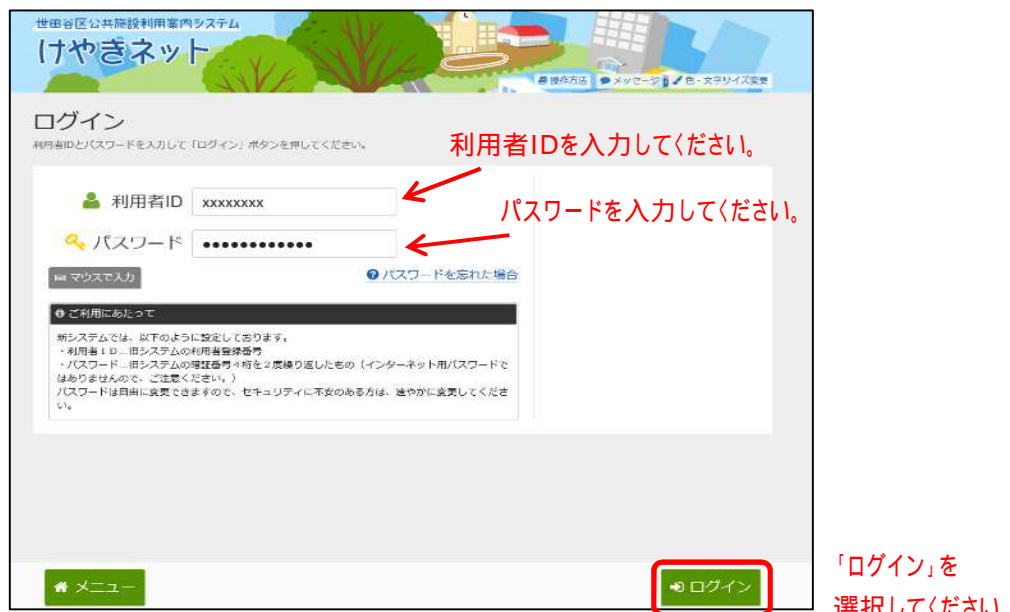 世田谷区公共施設利用案内システム
けやきネット
操作方法 メッセージ 色・文字サイズ変更
ログイン
利用者IDとパスワードを入力して「ログイン」ボタンを押してください。
利用者IDを入力してください。
利用者ID xxxxxxxx
パスワードを入力してください。
パスワード ●●●●●●●●●●●●
マウスで入力
パスワードを忘れた場合
ご利用にあたって
新システムでは、以下のように設定しております。
・利用者ID…旧システムの利用者登録番号
・パスワード…旧システムの暗証番号4桁を2度繰り返したもの（インターネット用パスワードで
はありませんので、ご注意ください。）
パスワードは自由に変更できますので、セキュリティに不安のある方は、速やかに変更してくださ
い。
メニュー
ログイン
「ログイン」を
選択してください